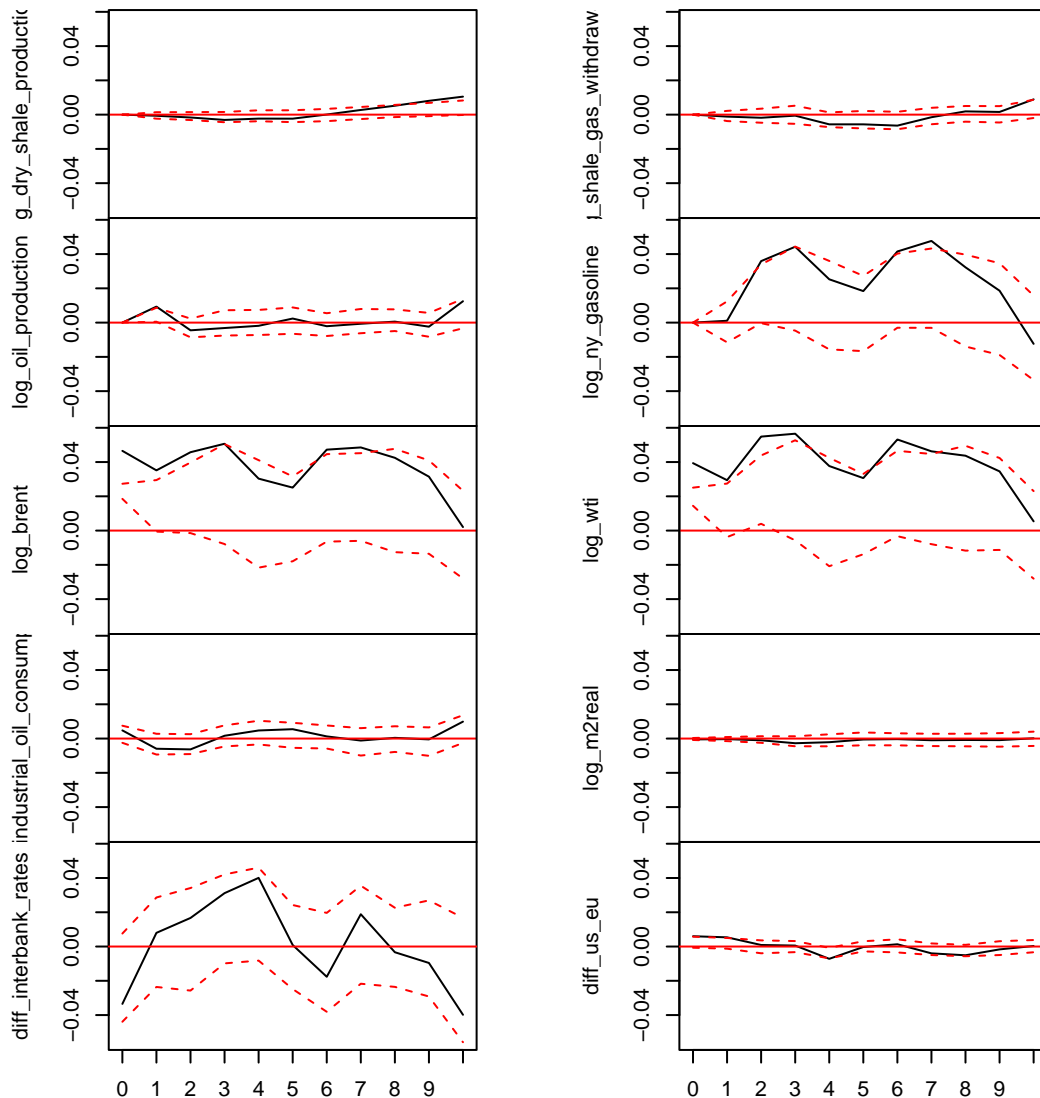 g_dry_shale_productic
0.04
0.00
−0.04
log_oil_production
0.04
0.00
−0.04
log_brent
0.04
0.00
−0.04
industrial_oil_consump
0.04
0.00
−0.04
diff_interbank_rates
0.04
0.00
−0.04
0 1 2 3 4 5 6 7 8 9
_shale_gas_withdraw
0.04
0.00
−0.04
log_ny_gasoline
0.04
0.00
−0.04
log_wti
0.04
0.00
−0.04
log_m2real
0.04
0.00
−0.04
diff_us_eu
0.04
0.00
−0.04
0 1 2 3 4 5 6 7 8 9